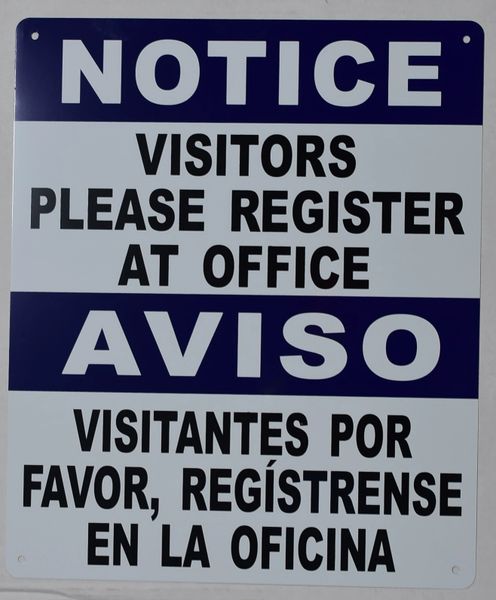 NOTICE
VISITORS
PLEASE REGISTER
AT OFFICE
AVISO
VISITANTES POR
FAVOR, REGÍSTRENSE
EN LA OFICINA